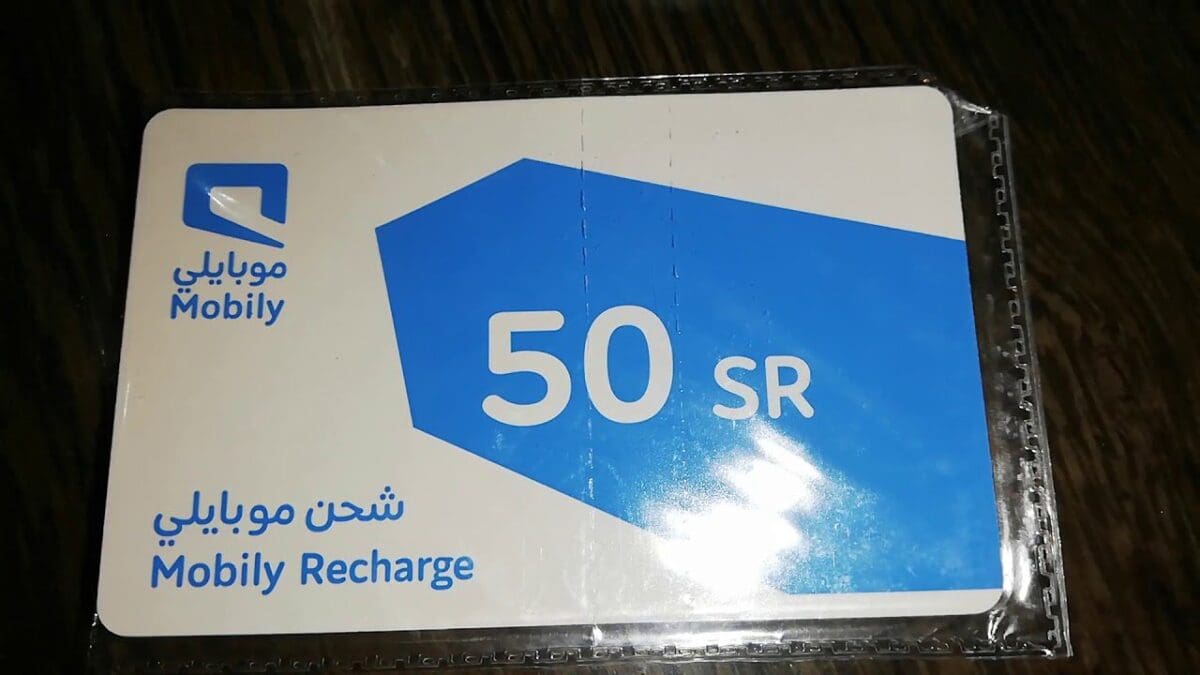 موبايلي
Mobily
50 SR
شحن موبايلي
Mobily Recharge